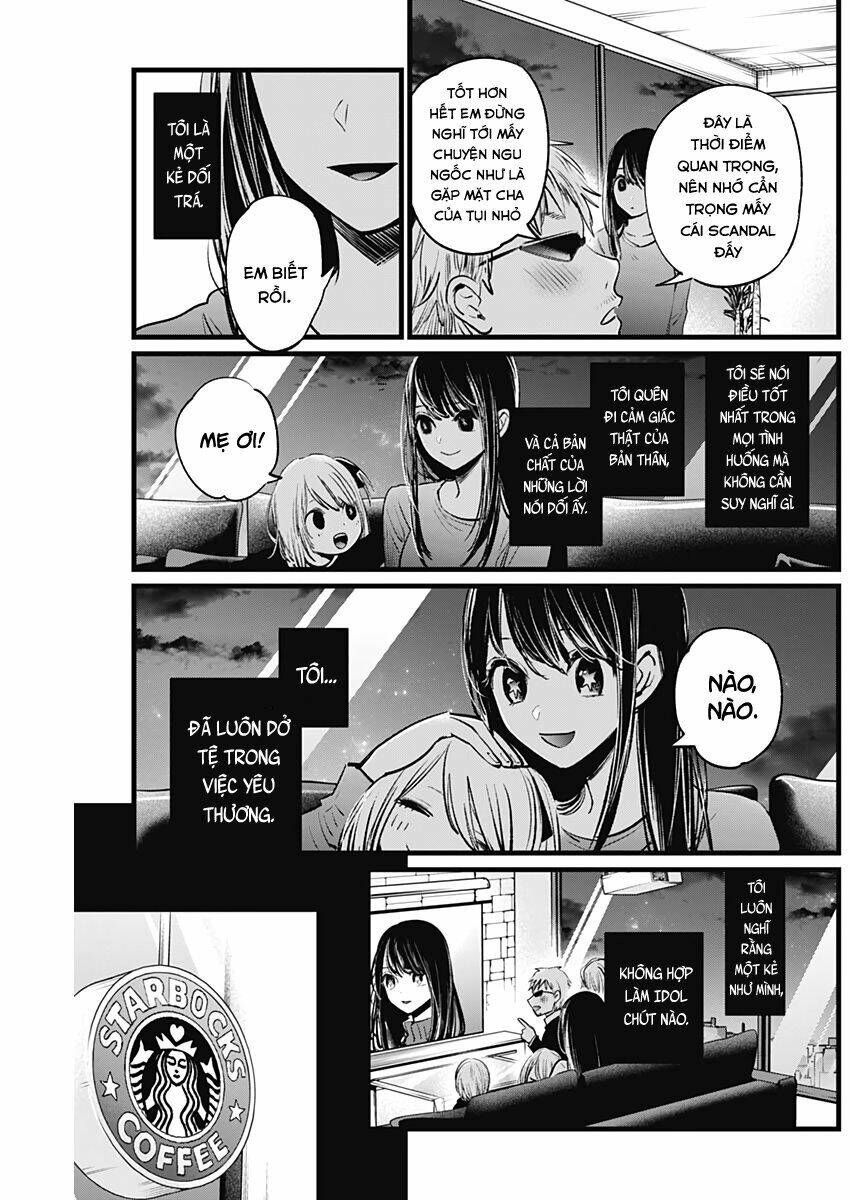 ĐÂY LÀ
THỜI ĐIỂM
QUAN TRỌNG,
NÊN NHỚ CẨN
TRỌNG MẤY
CÁI SCANDAL
ĐẤY
TỐT HƠN
HẾT EM ĐỪNG
NGHĨ TỚI MẤY
CHUYỆN NGU
NGỐC NHƯ LÀ
GẶP MẶT CHA
CỦA TỤI NHỎ
TÔI LÀ
MỘT
KẺ DỐI
TRÁ.
EM BIẾT
RỒI.
TÔI SẼ NÓI
ĐIỀU TỐT
NHẤT TRONG
MỌI TÌNH
HUỐNG MÀ
KHÔNG CẦN
SUY NGHĨ GÌ.
TÔI QUÊN
ĐI CẢM GIÁC
THẬT CỦA
BẢN THÂN,
VÀ CẢ BẢN
CHẤT CỦA
NHỮNG LỜI
NÓI DỐI ẤY.
MẸ ƠI!
NÀO,
NÀO.
TÔI...
ĐÃ LUÔN DỞ
TỆ TRONG
VIỆC YÊU
THƯƠNG.
TÔI
LUÔN
NGHĨ
RẰNG
MỘT KẺ
NHƯ MÌNH,
KHÔNG HỢP
LÀM IDOL
CHÚT NÀO.
STARBOCKS
COFFEE